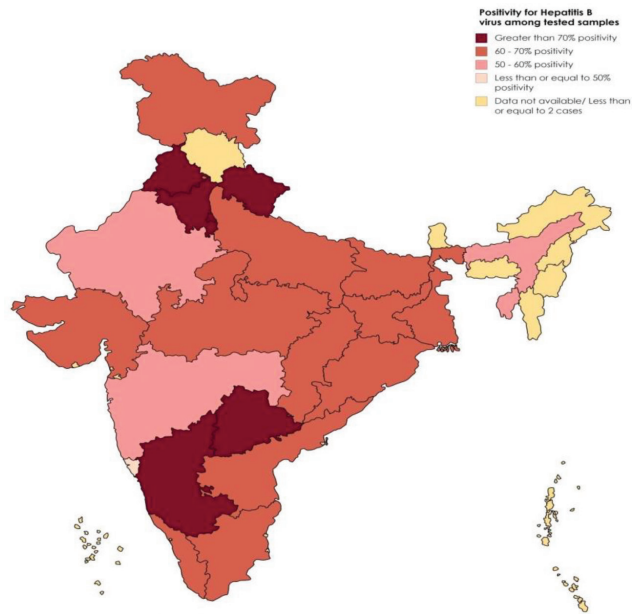 Positivity for Hepatitis B
virus among tested samples
Greater than 70% positivity
60 - 70% positivity
50 - 60% positivity
Less than or equal to 50%
positivity
Data not available/ Less than
or equal to 2 cases